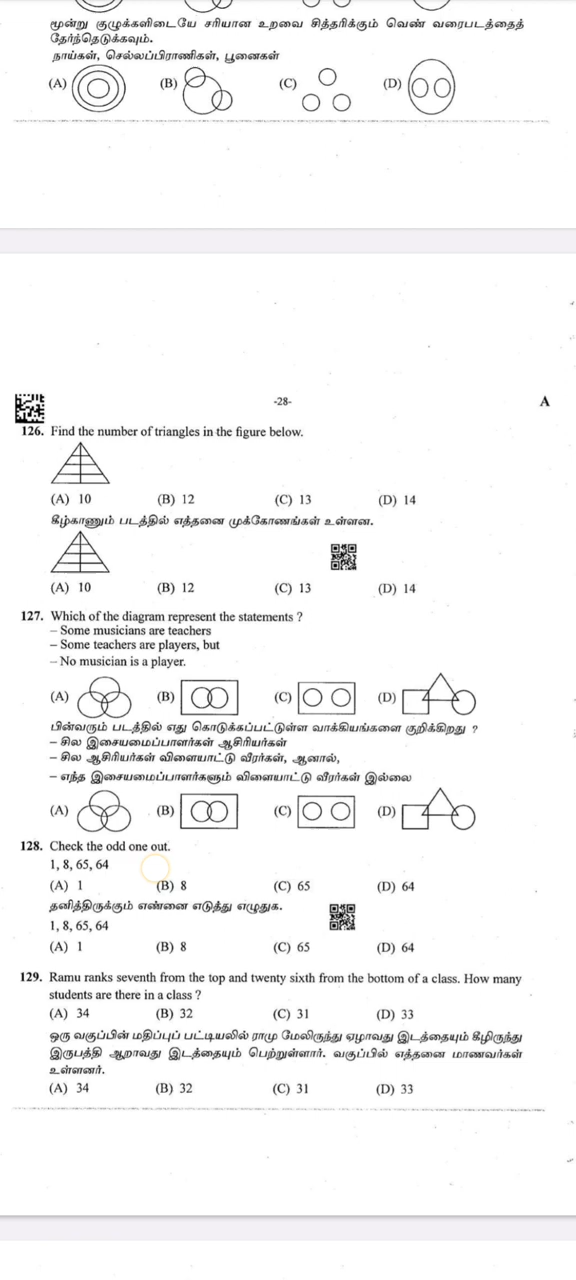 மூன்று குழுக்களிடையே சரியான உறவை சித்தரிக்கும் வெண் வரைபடத்தைத்
தேர்ந்தெடுக்கவும்.
நாய்கள், செல்லப்பிராணிகள், பூனைகள்
(A) (B) (C) (D)
-28- A
126. Find the number of triangles in the figure below.
(A) 10 (B) 12 (C) 13 (D) 14
கீழ்காணும் படத்தில் எத்தனை முக்கோணங்கள் உள்ளன.
(A) 10 (B) 12 (C) 13 (D) 14
127. Which of the diagram represent the statements ?
– Some musicians are teachers
– Some teachers are players, but
– No musician is a player.
(A) (B) (C) (D)
பின்வரும் படத்தில் எது கொடுக்கப்பட்டுள்ள வாக்கியங்களை குறிக்கிறது ?
– சில இசையமைப்பாளர்கள் ஆசிரியர்கள்
– சில ஆசிரியர்கள் விளையாட்டு வீரர்கள், ஆனால்,
– எந்த இசையமைப்பாளர்களும் விளையாட்டு வீரர்கள் இல்லை
(A) (B) (C) (D)
128. Check the odd one out.
1, 8, 65, 64
(A) 1 (B) 8 (C) 65 (D) 64
தனித்திருக்கும் எண்னை எடுத்து எழுதுக.
1, 8, 65, 64
(A) 1 (B) 8 (C) 65 (D) 64
129. Ramu ranks seventh from the top and twenty sixth from the bottom of a class. How many
students are there in a class ?
(A) 34 (B) 32 (C) 31 (D) 33
ஒரு வகுப்பின் மதிப்புப் பட்டியலில் ராமு மேலிருந்து ஏழாவது இடத்தையும் கீழிருந்து
இருபத்தி ஆறாவது இடத்தையும் பெற்றுள்ளார். வகுப்பில் எத்தனை மாணவர்கள்
உள்ளனர்.
(A) 34 (B) 32 (C) 31 (D) 33